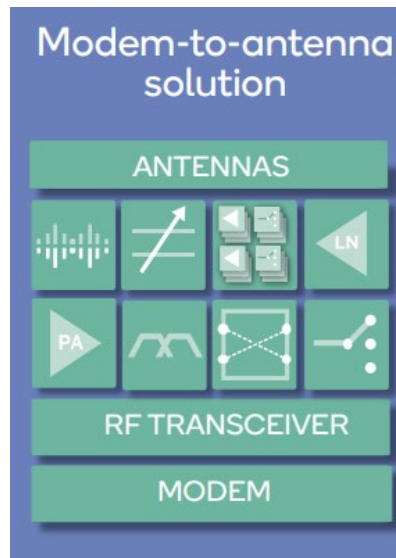 Modem-to-antenna
solution
ANTENNAS
LN
PA
RF TRANSCEIVER
MODEM